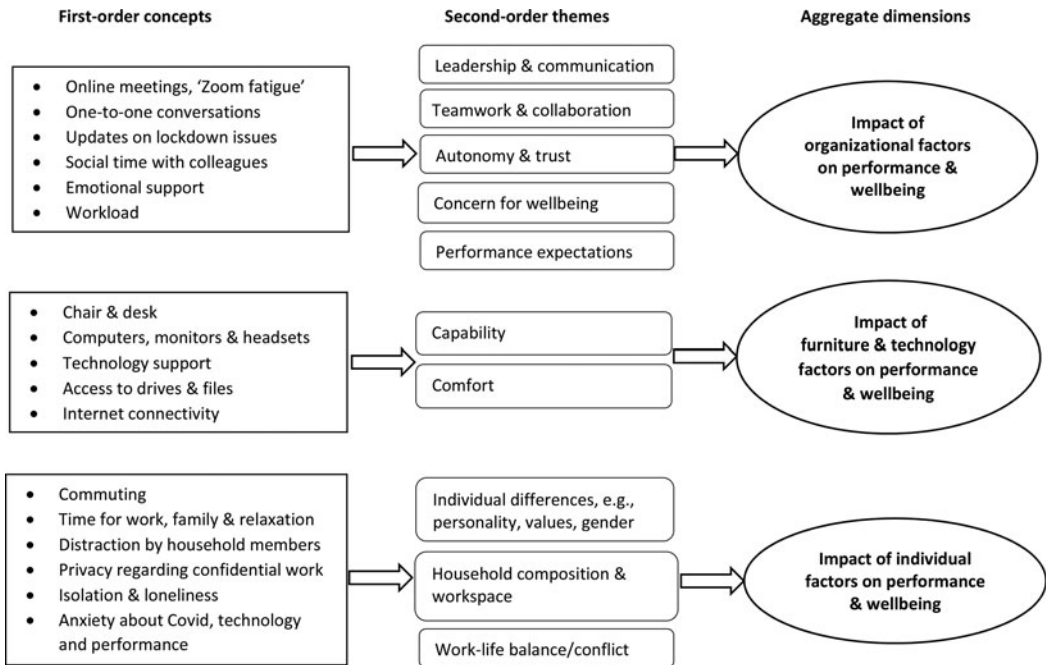 First-order concepts
Second-order themes
Aggregate dimensions
• Online meetings, ‘Zoom fatigue’
• One-to-one conversations
• Updates on lockdown issues
• Social time with colleagues
• Emotional support
• Workload
Leadership & communication
Teamwork & collaboration
Autonomy & trust
Concern for wellbeing
Performance expectations
Impact of
organizational factors
on performance &
wellbeing
• Chair & desk
• Computers, monitors & headsets
• Technology support
• Access to drives & files
• Internet connectivity
Capability
Comfort
Impact of
furniture & technology
factors on performance
& wellbeing
• Commuting
• Time for work, family & relaxation
• Distraction by household members
• Privacy regarding confidential work
• Isolation & loneliness
• Anxiety about Covid, technology
and performance
Individual differences, e.g.,
personality, values, gender
Household composition &
workspace
Work-life balance/conflict
Impact of individual
factors on performance
& wellbeing